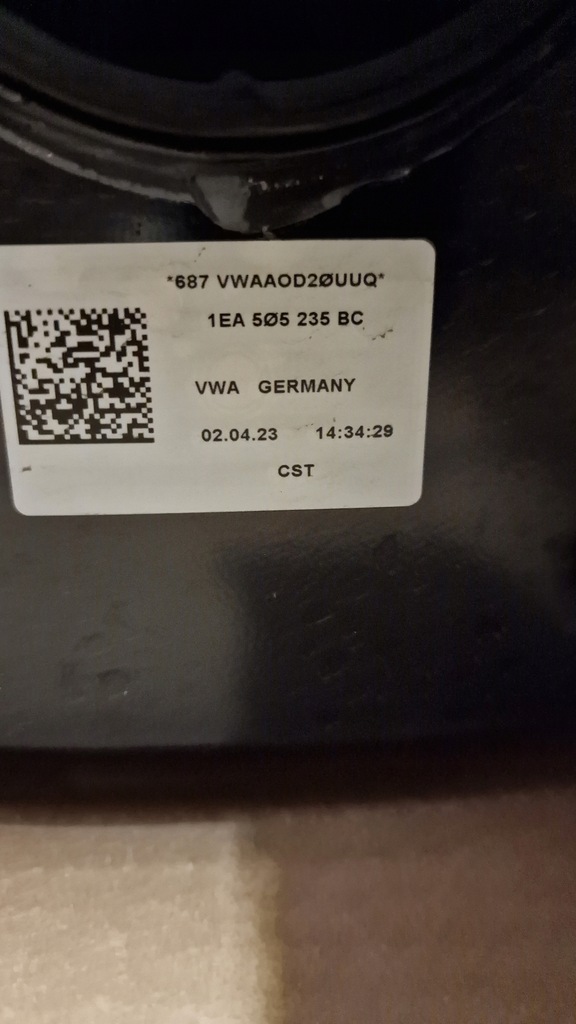 *687 VWAAOD2ØUUQ*
1EA 5Ø5 235 BC
VWA GERMANY
02.04.23 14:34:29
CST